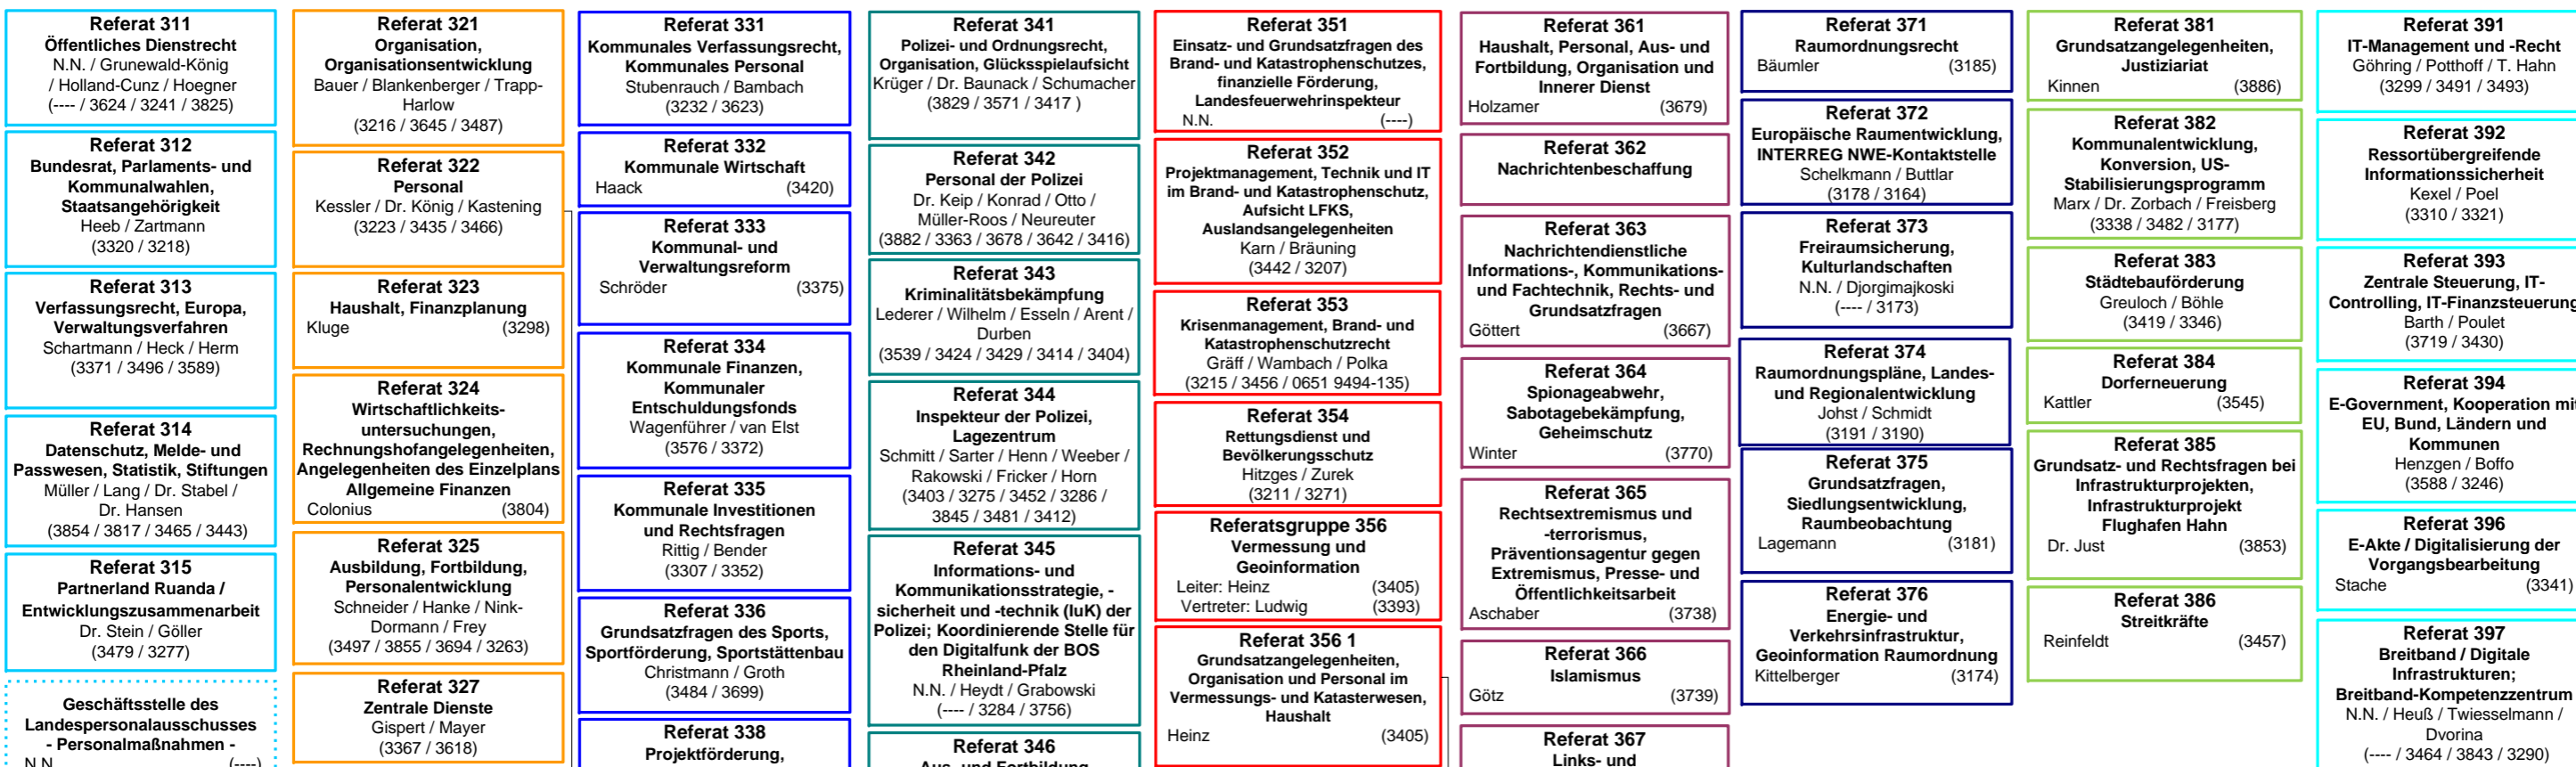 Referat 311
Öffentliches Dienstrecht
N.N. / Grunewald-König
/ Holland-Cunz / Hoegner
(---- / 3624 / 3241 / 3825)
Referat 312
Bundesrat, Parlaments- und
Kommunalwahlen,
Staatsangehörigkeit
Heeb / Zartmann
(3320 / 3218)
Referat 313
Verfassungsrecht, Europa,
Verwaltungsverfahren
Schartmann / Heck / Herm
(3371 / 3496 / 3589)
Referat 314
Datenschutz, Melde- und
Passwesen, Statistik, Stiftungen
Müller / Lang / Dr. Stabel /
Dr. Hansen
(3854 / 3817 / 3465 / 3443)
Referat 315
Partnerland Ruanda /
Entwicklungszusammenarbeit
Dr. Stein / Göller
(3479 / 3277)
Geschäftsstelle des
Landespersonalausschusses
- Personalmaßnahmen -
N.N. (----)
Referat 321
Organisation,
Organisationsentwicklung
Bauer / Blankenberger / Trapp-
Harlow
(3216 / 3645 / 3487)
Referat 322
Personal
Kessler / Dr. König / Kastening
(3223 / 3435 / 3466)
Referat 323
Haushalt, Finanzplanung
Kluge (3298)
Referat 324
Wirtschaftlichkeits-
untersuchungen,
Rechnungshofangelegenheiten,
Angelegenheiten des Einzelplans
Allgemeine Finanzen
Colonius (3804)
Referat 325
Ausbildung, Fortbildung,
Personalentwicklung
Schneider / Hanke / Nink-
Dormann / Frey
(3497 / 3855 / 3694 / 3263)
Referat 327
Zentrale Dienste
Gispert / Mayer
(3367 / 3618)
Referat 331
Kommunales Verfassungsrecht,
Kommunales Personal
Stubenrauch / Bambach
(3232 / 3623)
Referat 332
Kommunale Wirtschaft
Haack (3420)
Referat 333
Kommunal- und
Verwaltungsreform
Schröder (3375)
Referat 334
Kommunale Finanzen,
Kommunaler
Entschuldungsfonds
Wagenführer / van Elst
(3576 / 3372)
Referat 335
Kommunale Investitionen
und Rechtsfragen
Rittig / Bender
(3307 / 3352)
Referat 336
Grundsatzfragen des Sports,
Sportförderung, Sportstättenbau
Christmann / Groth
(3484 / 3699)
Referat 338
Projektförderung,
Referat 341
Polizei- und Ordnungsrecht,
Organisation, Glücksspielaufsicht
Krüger / Dr. Baunack / Schumacher
(3829 / 3571 / 3417 )
Referat 342
Personal der Polizei
Dr. Keip / Konrad / Otto /
Müller-Roos / Neureuter
(3882 / 3363 / 3678 / 3642 / 3416)
Referat 343
Kriminalitätsbekämpfung
Lederer / Wilhelm / Esseln / Arent /
Durben
(3539 / 3424 / 3429 / 3414 / 3404)
Referat 344
Inspekteur der Polizei,
Lagezentrum
Schmitt / Sarter / Henn / Weeber /
Rakowski / Fricker / Horn
(3403 / 3275 / 3452 / 3286 /
3845 / 3481 / 3412)
Referat 345
Informations- und
Kommunikationsstrategie, -
sicherheit und -technik (IuK) der
Polizei; Koordinierende Stelle für
den Digitalfunk der BOS
Rheinland-Pfalz
N.N. / Heydt / Grabowski
(---- / 3284 / 3756)
Referat 346
Aus- und Fortbildung
Referat 351
Einsatz- und Grundsatzfragen des
Brand- und Katastrophenschutzes,
finanzielle Förderung,
Landesfeuerwehrinspekteur
N.N. (----)
Referat 352
Projektmanagement, Technik und IT
im Brand- und Katastrophenschutz,
Aufsicht LFKS,
Auslandsangelegenheiten
Karn / Bräuning
(3442 / 3207)
Referat 353
Krisenmanagement, Brand- und
Katastrophenschutzrecht
Gräff / Wambach / Polka
(3215 / 3456 / 0651 9494-135)
Referat 354
Rettungsdienst und
Bevölkerungsschutz
Hitzges / Zurek
(3211 / 3271)
Referatsgruppe 356
Vermessung und
Geoinformation
Leiter: Heinz (3405)
Vertreter: Ludwig (3393)
Referat 356 1
Grundsatzangelegenheiten,
Organisation und Personal im
Vermessungs- und Katasterwesen,
Haushalt
Heinz (3405)
Referat 361
Haushalt, Personal, Aus- und
Fortbildung, Organisation und
Innerer Dienst
Holzamer (3679)
Referat 362
Nachrichtenbeschaffung
Referat 363
Nachrichtendienstliche
Informations-, Kommunikations-
und Fachtechnik, Rechts- und
Grundsatzfragen
Göttert (3667)
Referat 364
Spionageabwehr,
Sabotagebekämpfung,
Geheimschutz
Winter (3770)
Referat 365
Rechtsextremismus und
-terrorismus,
Präventionsagentur gegen
Extremismus, Presse- und
Öffentlichkeitsarbeit
Aschaber (3738)
Referat 366
Islamismus
Götz (3739)
Referat 367
Links- und
Referat 371
Raumordnungsrecht
Bäumler (3185)
Referat 372
Europäische Raumentwicklung,
INTERREG NWE-Kontaktstelle
Schelkmann / Buttlar
(3178 / 3164)
Referat 373
Freiraumsicherung,
Kulturlandschaften
N.N. / Djorgimajkoski
(---- / 3173)
Referat 374
Raumordnungspläne, Landes-
und Regionalentwicklung
Johst / Schmidt
(3191 / 3190)
Referat 375
Grundsatzfragen,
Siedlungsentwicklung,
Raumbeobachtung
Lagemann (3181)
Referat 376
Energie- und
Verkehrsinfrastruktur,
Geoinformation Raumordnung
Kittelberger (3174)
Referat 381
Grundsatzangelegenheiten,
Justiziariat
Kinnen (3886)
Referat 382
Kommunalentwicklung,
Konversion, US-
Stabilisierungsprogramm
Marx / Dr. Zorbach / Freisberg
(3338 / 3482 / 3177)
Referat 383
Städtebauförderung
Greuloch / Böhle
(3419 / 3346)
Referat 384
Dorferneuerung
Kattler (3545)
Referat 385
Grundsatz- und Rechtsfragen bei
Infrastrukturprojekten,
Infrastrukturprojekt
Flughafen Hahn
Dr. Just (3853)
Referat 386
Streitkräfte
Reinfeldt (3457)
Referat 391
IT-Management und -Recht
Göhring / Potthoff / T. Hahn
(3299 / 3491 / 3493)
Referat 392
Ressortübergreifende
Informationssicherheit
Kexel / Poel
(3310 / 3321)
Referat 393
Zentrale Steuerung, IT-
Controlling, IT-Finanzsteuerung
Barth / Poulet
(3719 / 3430)
Referat 394
E-Government, Kooperation mit
EU, Bund, Ländern und
Kommunen
Henzgen / Boffo
(3588 / 3246)
Referat 396
E-Akte / Digitalisierung der
Vorgangsbearbeitung
Stache (3341)
Referat 397
Breitband / Digitale
Infrastrukturen;
Breitband-Kompetenzzentrum
N.N. / Heuß / Twiesselmann /
Dvorina
(---- / 3464 / 3843 / 3290)